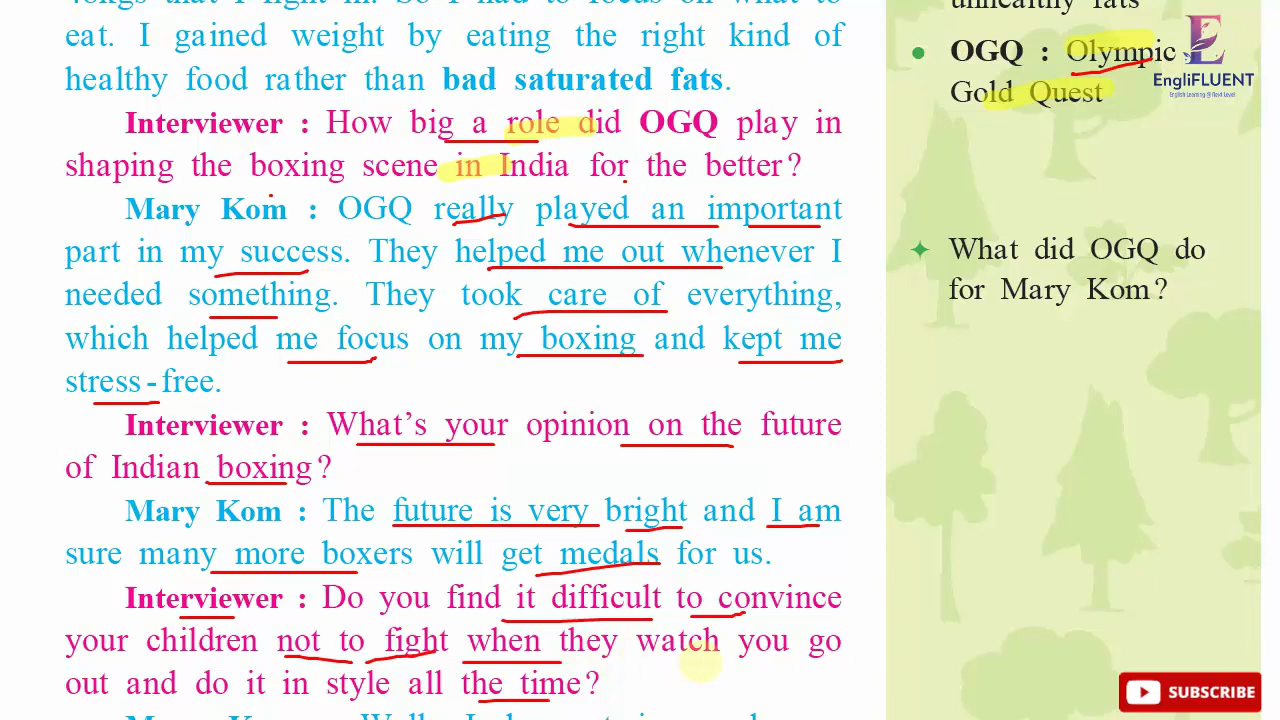 48kgs that I fight in. So I had to focus on what to
eat. I gained weight by eating the right kind of
healthy food rather than bad saturated fats.
Interviewer : How big a role did OGQ play in
shaping the boxing scene in India for the better?
Mary Kom : OGQ really played an important
part in my success. They helped me out whenever I
needed something. They took care of everything,
which helped me focus on my boxing and kept me
stress-free.
Interviewer : What's your opinion on the future
of Indian boxing?
Mary Kom : The future is very bright and I am
sure many more boxers will get medals for us.
Interviewer : Do you find it difficult to convince
your children not to fight when they watch you go
out and do it in style all the time?
unhealthy fats
• OGQ : Olympic
Gold Quest
What did OGQ do
for Mary Kom?
EngliFLUENT
English Learning @ Next Level
SUBSCRIBE